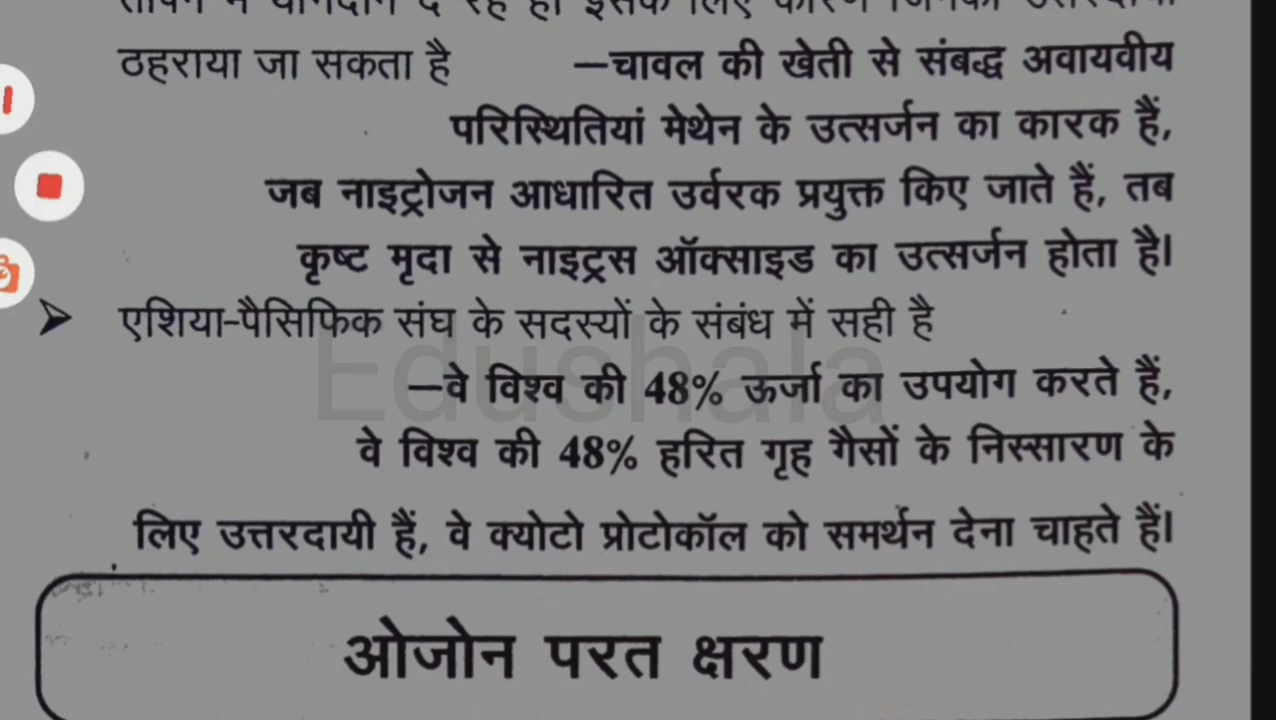 ठहराया जा सकता है —चावल की खेती से संबद्ध अवायवीय
परिस्थितियां मेथेन के उत्सर्जन का कारक हैं,
जब नाइट्रोजन आधारित उर्वरक प्रयुक्त किए जाते हैं, तब
कृष्ट मृदा से नाइट्रस ऑक्साइड का उत्सर्जन होता है।
➤ एशिया-पैसिफिक संघ के सदस्यों के संबंध में सही है
Edushala
—वे विश्व की 48% ऊर्जा का उपयोग करते हैं,
वे विश्व की 48% हरित गृह गैसों के निस्सारण के
लिए उत्तरदायी हैं, वे क्योटो प्रोटोकॉल को समर्थन देना चाहते हैं।
ओजोन परत क्षरण